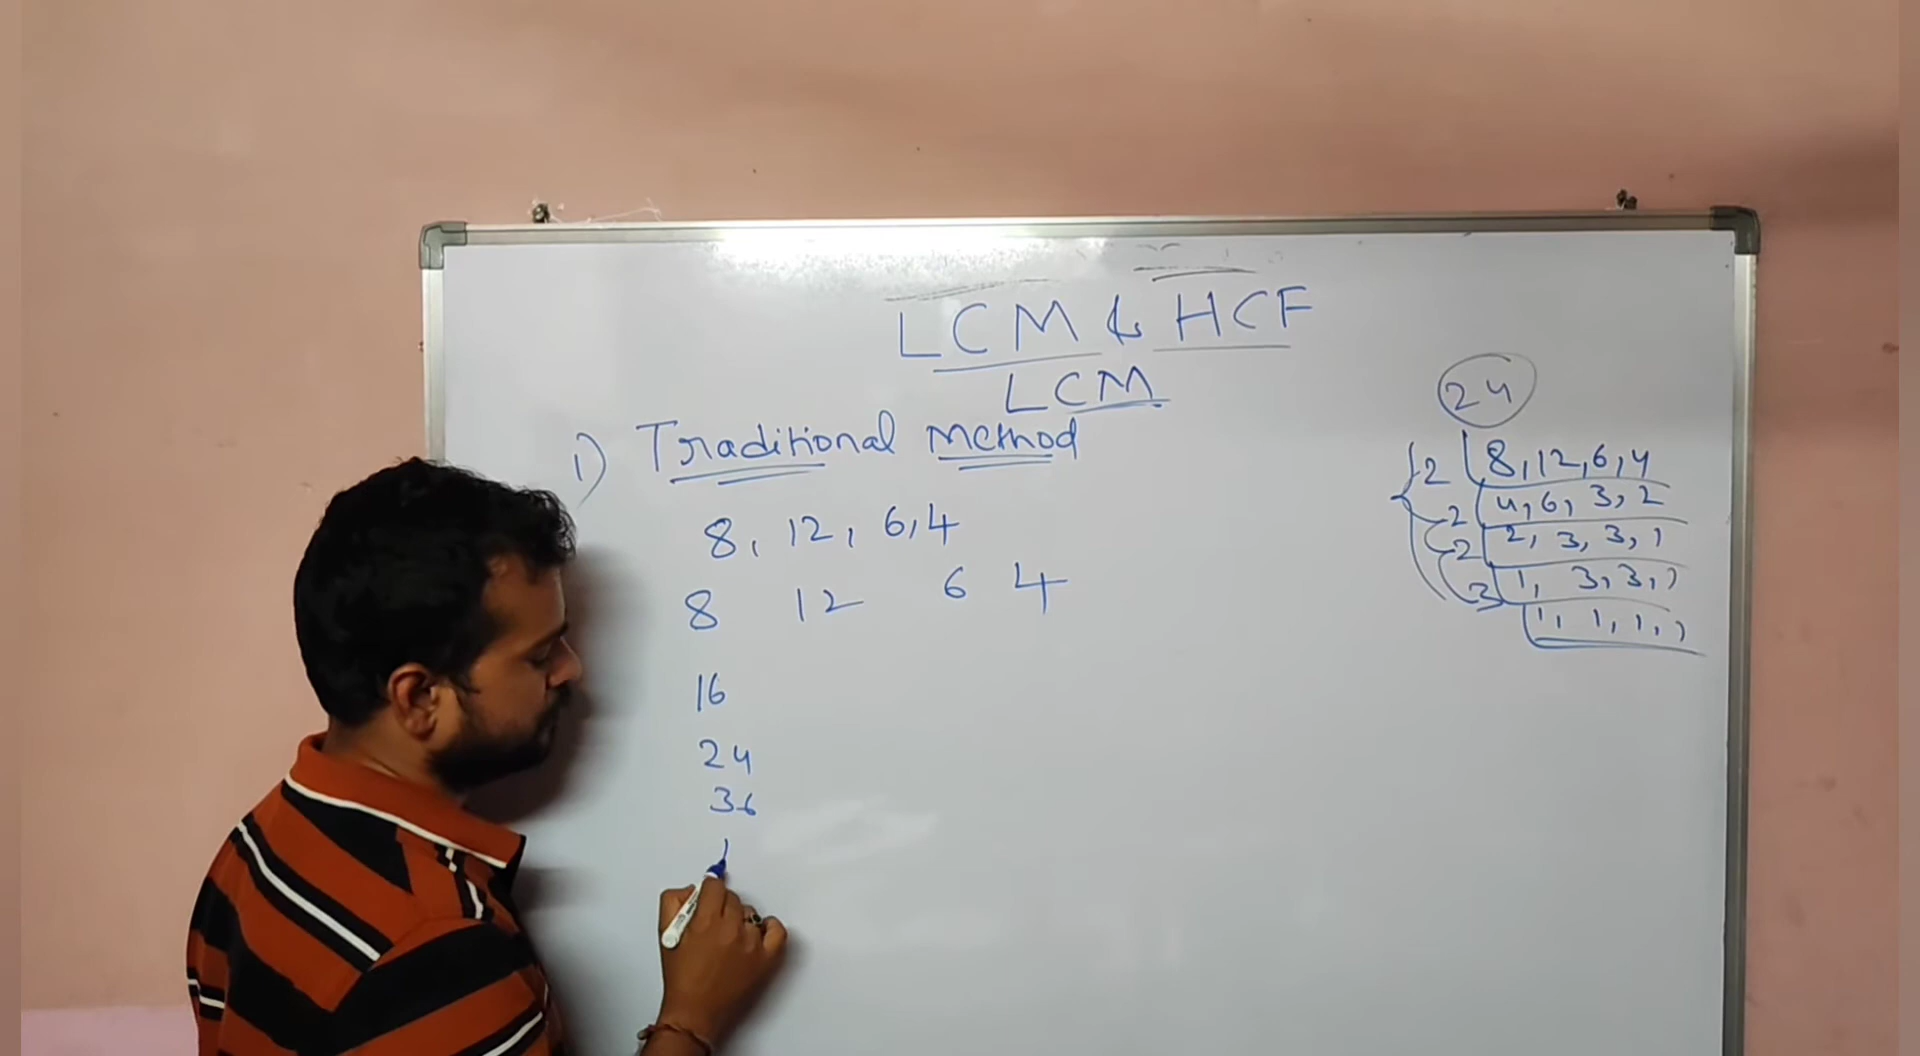 LCM & HCF
LCM
1) Traditional Method
8, 12, 6, 4
8 12 6 4
16
24
36
24
2 8, 12, 6, 4
2 4, 6, 3, 2
2 2, 3, 3, 1
3 1, 3, 3, 1
1, 1, 1, 1